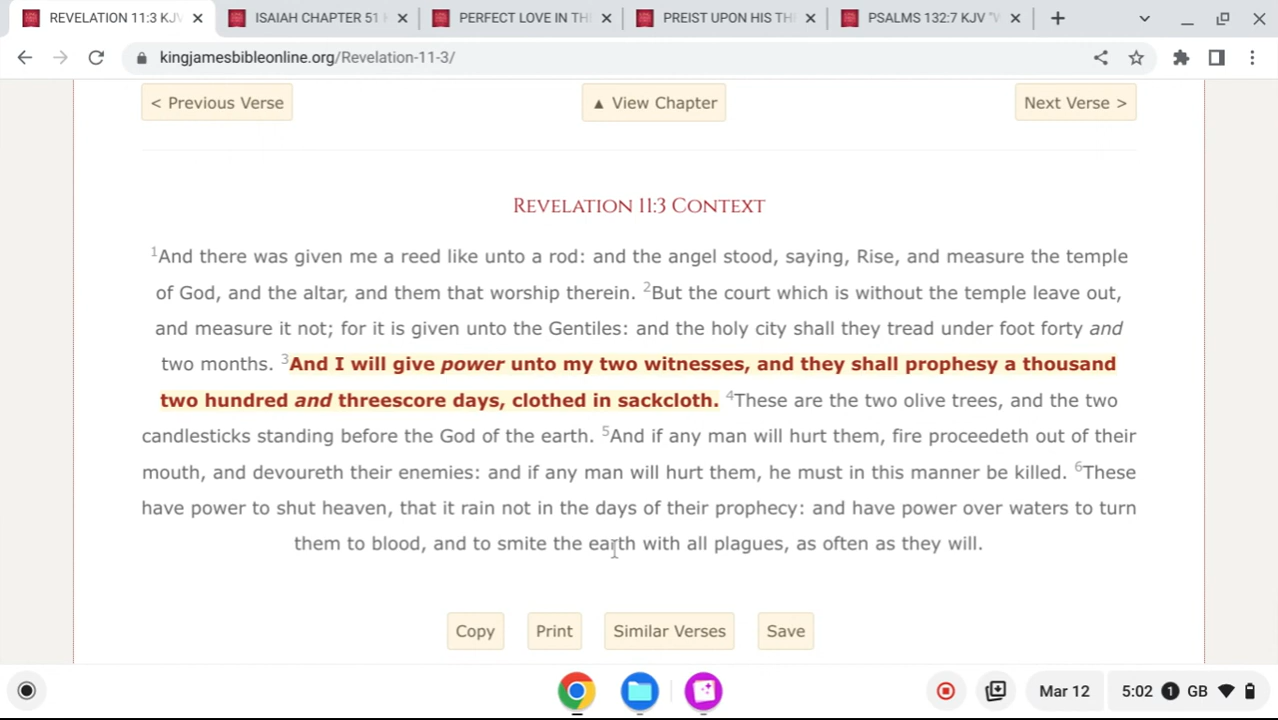 REVELATION 11:3 KJV
ISAIAH CHAPTER 51 K
PERFECT LOVE IN TH
PREIST UPON HIS TH
PSALMS 132:7 KJV "W
kingjamesbibleonline.org/Revelation-11-3/
< Previous Verse
▲ View Chapter
Next Verse >
REVELATION 11:3 CONTEXT
1And there was given me a reed like unto a rod: and the angel stood, saying, Rise, and measure the temple
of God, and the altar, and them that worship therein. 2But the court which is without the temple leave out,
and measure it not; for it is given unto the Gentiles: and the holy city shall they tread under foot forty and
two months. 3And I will give power unto my two witnesses, and they shall prophesy a thousand
two hundred and threescore days, clothed in sackcloth. 4These are the two olive trees, and the two
candlesticks standing before the God of the earth. 5And if any man will hurt them, fire proceedeth out of their
mouth, and devoureth their enemies: and if any man will hurt them, he must in this manner be killed. 6These
have power to shut heaven, that it rain not in the days of their prophecy: and have power over waters to turn
them to blood, and to smite the earth with all plagues, as often as they will.
Copy
Print
Similar Verses
Save
Mar 12
5:02 1 GB